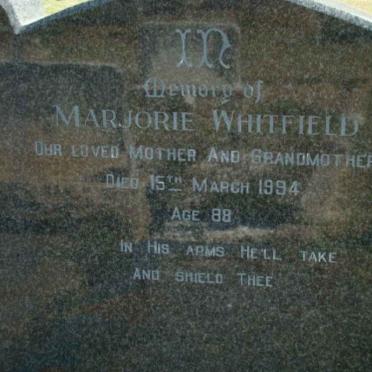 In
Memory of
MARJORIE WHITFIELD
OUR LOVED MOTHER AND GRANDMOTHER
DIED 15TH MARCH 1994
AGE 88
IN HIS ARMS HE'LL TAKE
AND SHIELD THEE